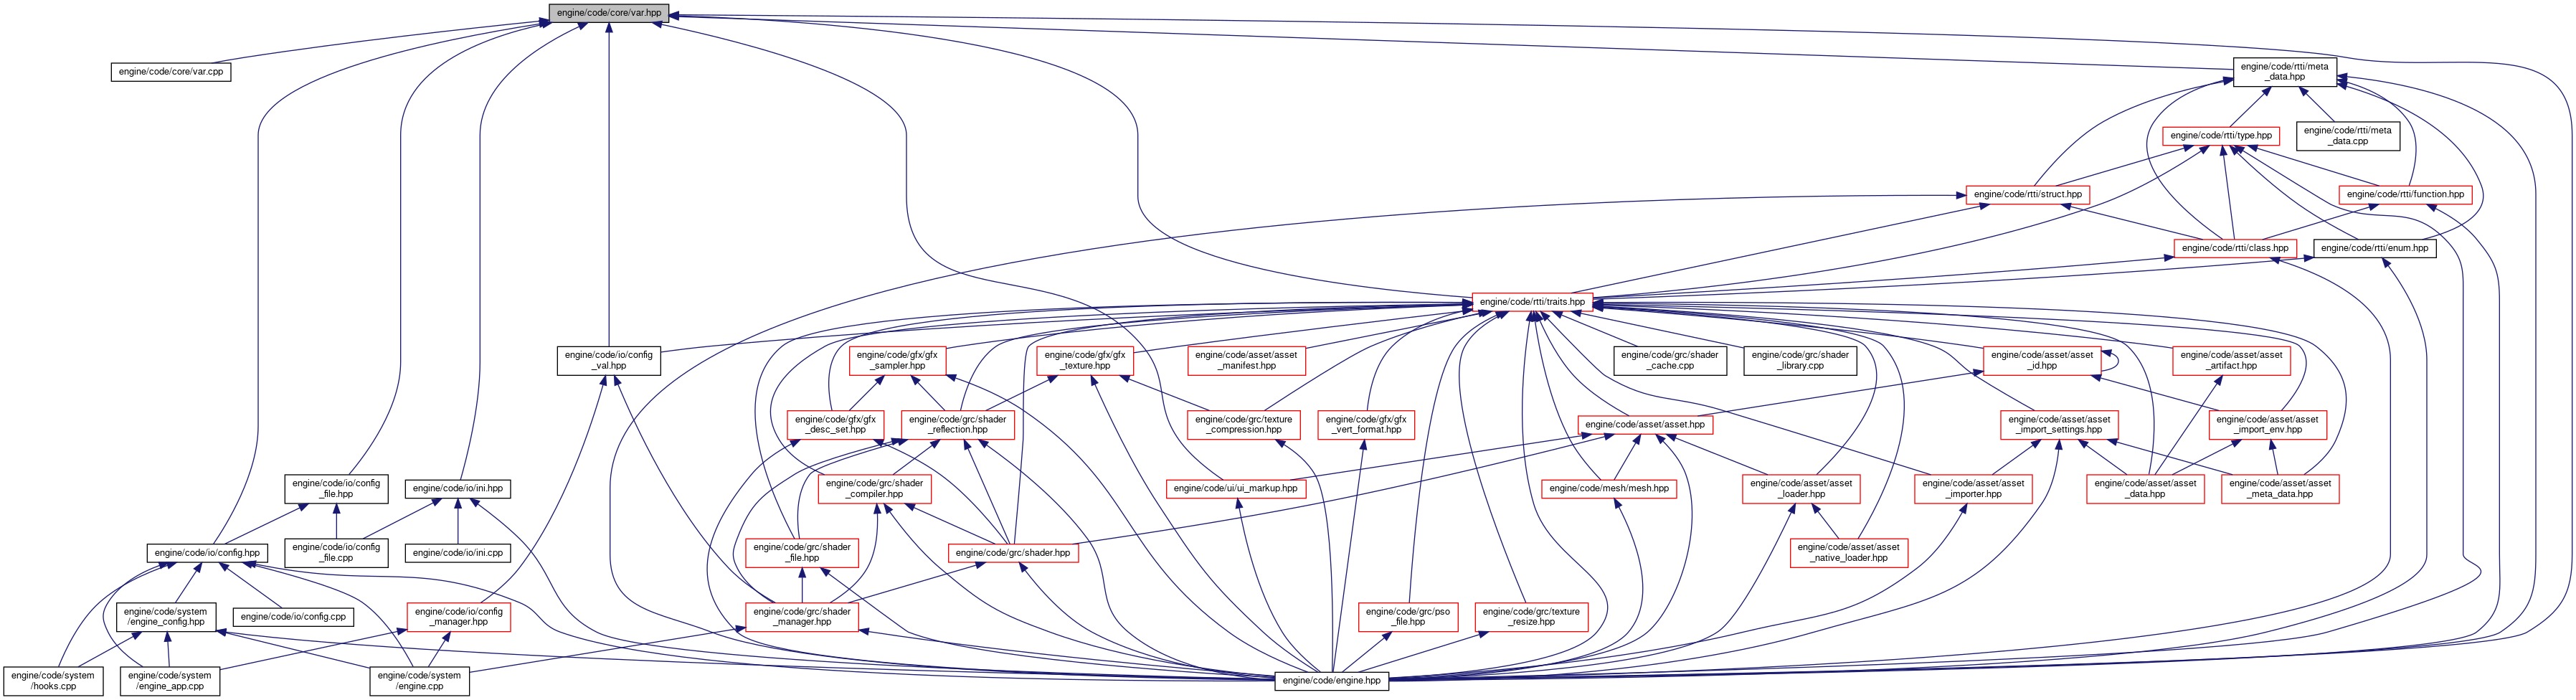 engine/code/core/var.hpp
engine/code/core/var.cpp
engine/code/rtti/meta
_data.hpp
engine/code/rtti/type.hpp
engine/code/rtti/meta
_data.cpp
engine/code/rtti/struct.hpp
engine/code/rtti/function.hpp
engine/code/rtti/class.hpp
engine/code/rtti/enum.hpp
engine/code/rtti/traits.hpp
engine/code/io/config
_val.hpp
engine/code/gfx/gfx
_sampler.hpp
engine/code/gfx/gfx
_texture.hpp
engine/code/asset/asset
_manifest.hpp
engine/code/grc/shader
_cache.cpp
engine/code/grc/shader
_library.cpp
engine/code/asset/asset
_id.hpp
engine/code/asset/asset
_artifact.hpp
engine/code/gfx/gfx
_desc_set.hpp
engine/code/grc/shader
_reflection.hpp
engine/code/grc/texture
_compression.hpp
engine/code/gfx/gfx
_vert_format.hpp
engine/code/asset/asset.hpp
engine/code/asset/asset
_import_settings.hpp
engine/code/asset/asset
_import_env.hpp
engine/code/io/config
_file.hpp
engine/code/io/ini.hpp
engine/code/grc/shader
_compiler.hpp
engine/code/ui/ui_markup.hpp
engine/code/mesh/mesh.hpp
engine/code/asset/asset
_loader.hpp
engine/code/asset/asset
_importer.hpp
engine/code/asset/asset
_data.hpp
engine/code/asset/asset
_meta_data.hpp
engine/code/io/config.hpp
engine/code/io/config
_file.cpp
engine/code/io/ini.cpp
engine/code/grc/shader
_file.hpp
engine/code/grc/shader.hpp
engine/code/asset/asset
_native_loader.hpp
engine/code/system
/engine_config.hpp
engine/code/io/config.cpp
engine/code/io/config
_manager.hpp
engine/code/grc/shader
_manager.hpp
engine/code/grc/pso
_file.hpp
engine/code/grc/texture
_resize.hpp
engine/code/system
/hooks.cpp
engine/code/system
/engine_app.cpp
engine/code/system
/engine.cpp
engine/code/engine.hpp